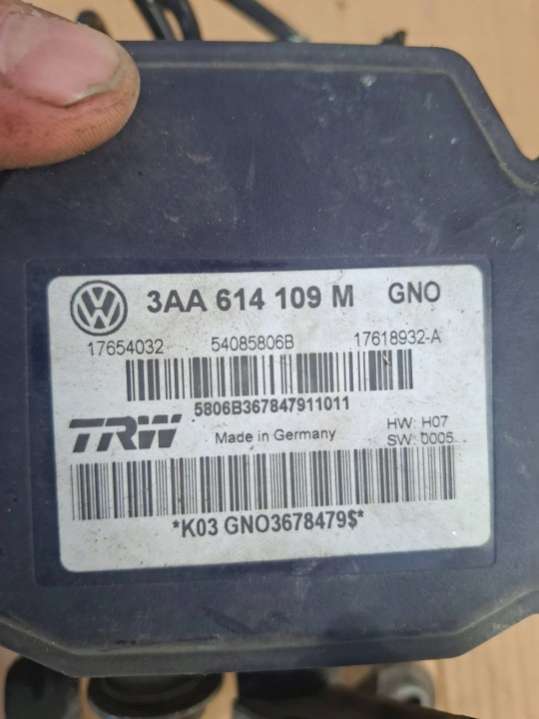 3AA 614 109 M GNO
17654032 54085806B 17618932-A
5806B367847911011
TRW Made in Germany HW: H07
SW: 0005
*K03 GNO3678479$*